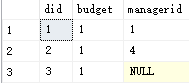 did budget managerid
1 1 1 1
2 2 1 4
3 3 1 NULL